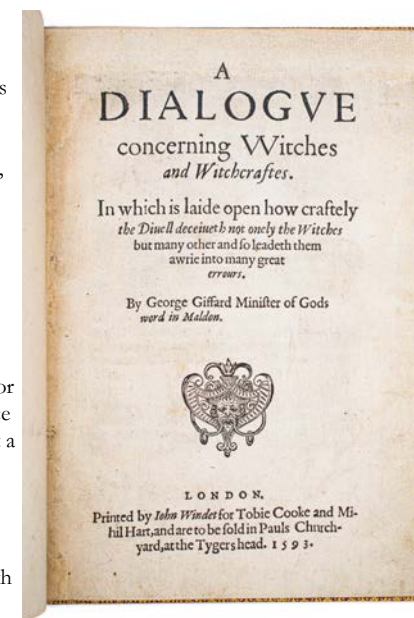 s
,
or
a
h
A
DIALOGVE
concerning VVitches
and Witchcraftes.
In which is laide open how craftely
the Diuell deceiueth not onely the Witches
but many other and ſo leadeth them
awrie into many great
errours.
By George Giffard Miniſter of Gods
word in Maldon.
LONDON,
Printed by Iohn Windet for Tobie Cooke and Mi-
hil Hart, and are to be ſold in Pauls Chnrch-
yard, at the Tygers head. 1593.